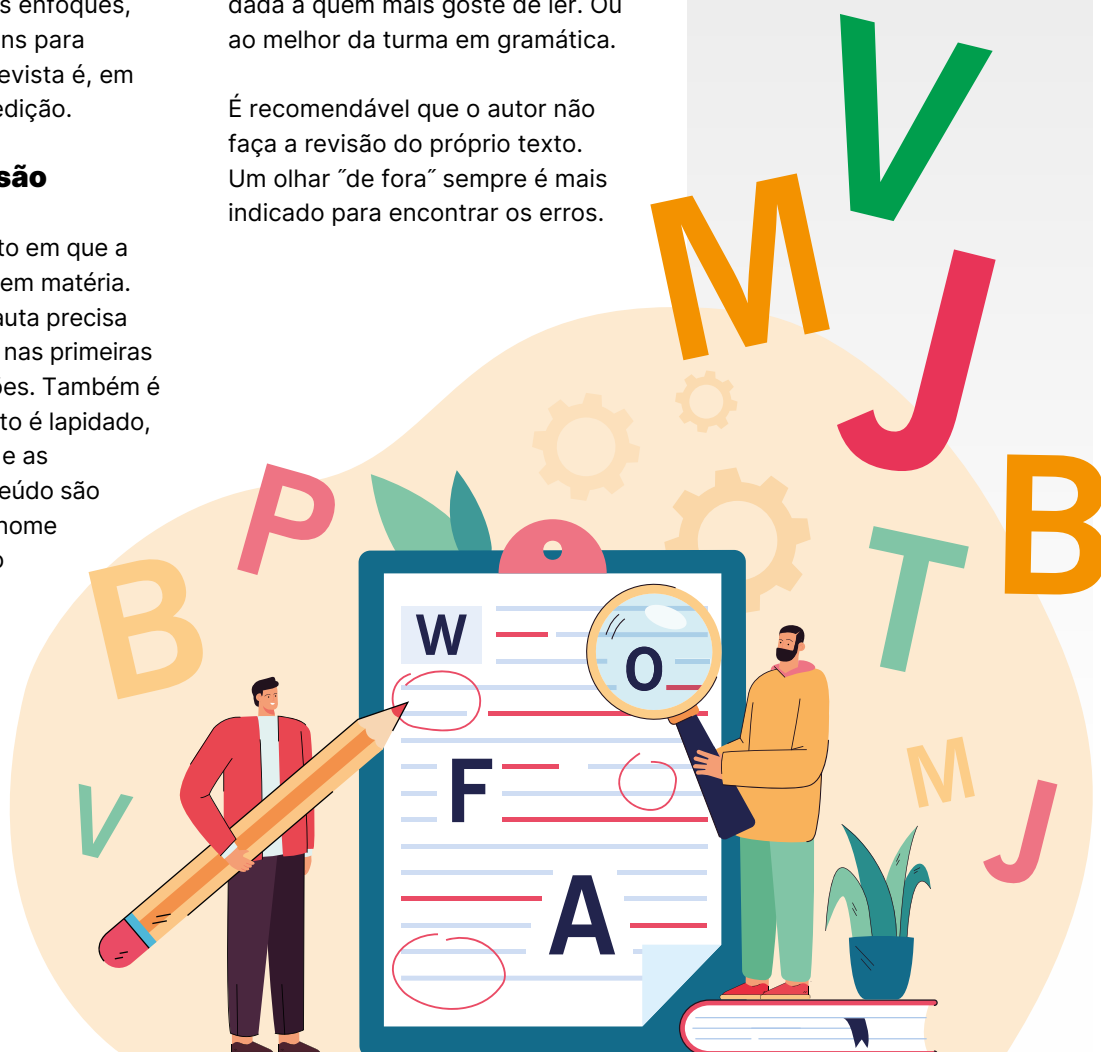 s enfoques,
ns para
evista é, em
edição.
são
to em que a
em matéria.
auta precisa
nas primeiras
ões. Também é
to é lapidado,
e as
eúdo são
nome
o
dada a quem mais goste de ler. Ou
ao melhor da turma em gramática.
É recomendável que o autor não
faça a revisão do próprio texto.
Um olhar ˝de fora˝ sempre é mais
indicado para encontrar os erros.
V
M
J
P
B
T
B
W
O
F
V
M
J
A